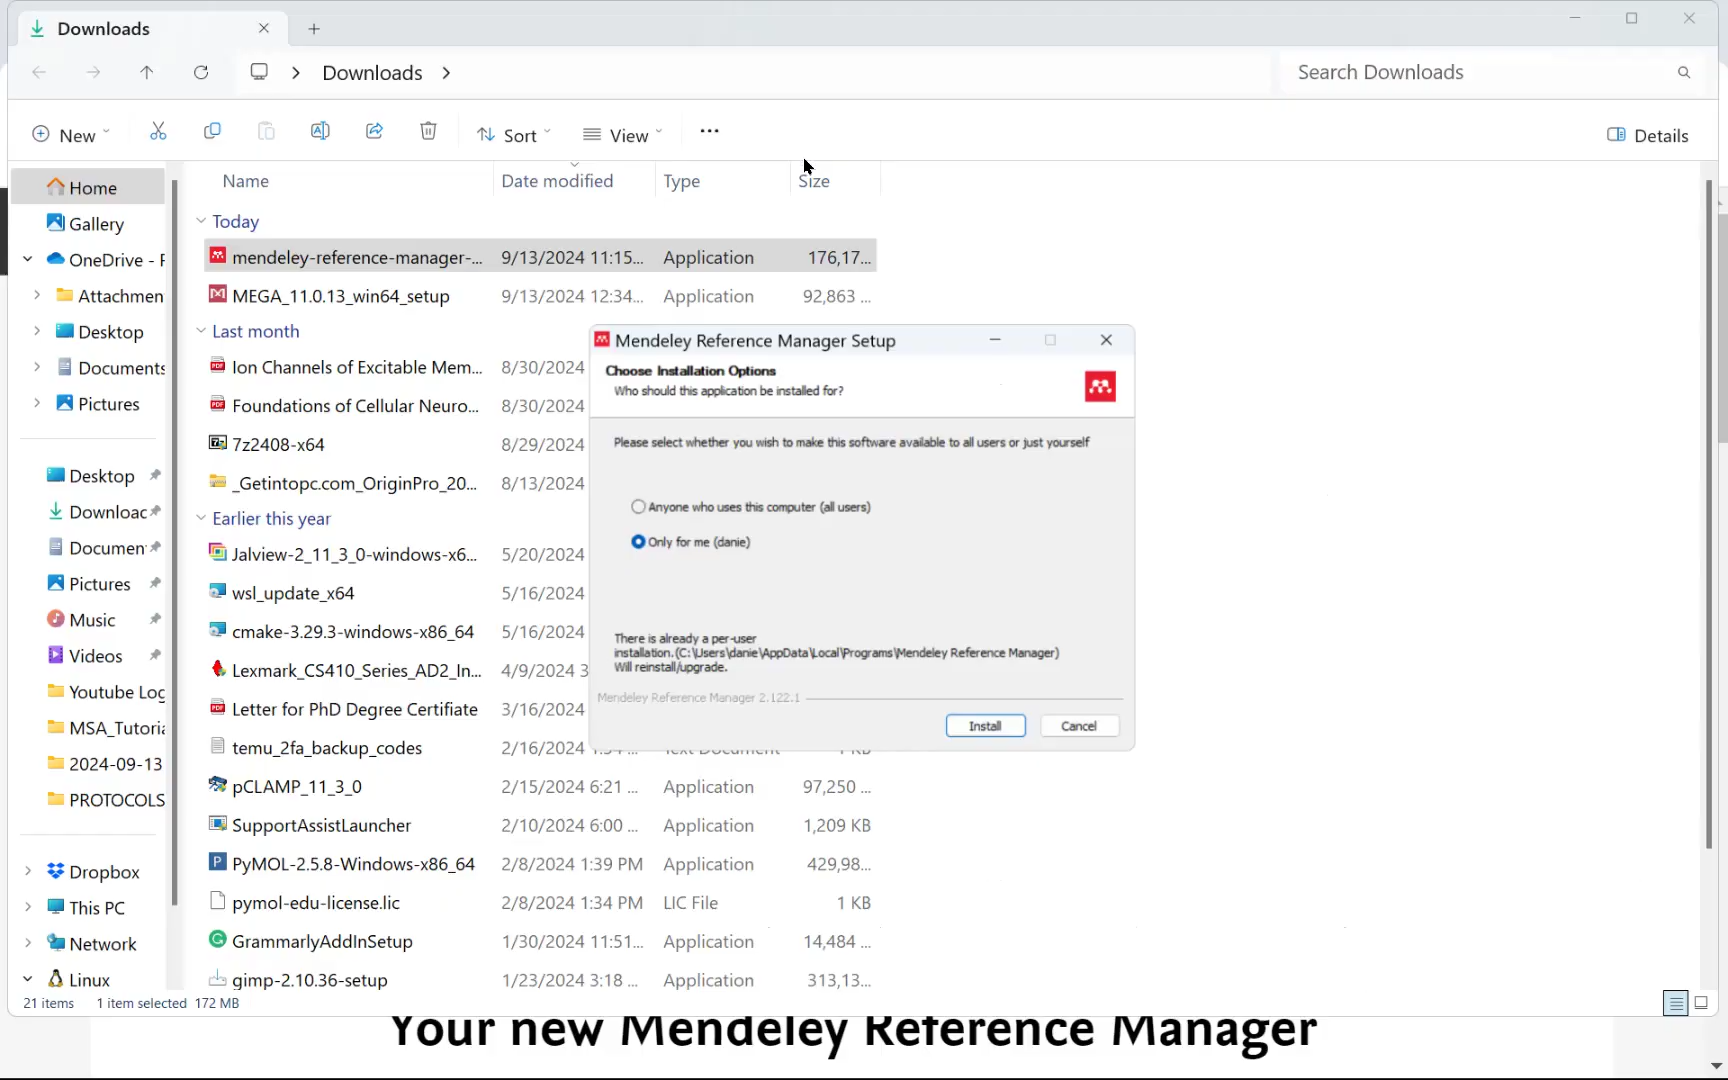 Downloads
Downloads
Search Downloads
New
Sort
View
Details
Name
Date modified
Type
Size
Home
Gallery
OneDrive - F
Attachmen
Desktop
Documents
Pictures
Desktop
Downloac
Documen
Pictures
Music
Videos
Youtube Log
MSA_Tutoria
2024-09-13
PROTOCOLS
Dropbox
This PC
Network
Linux
Today
mendeley-reference-manager-... 9/13/2024 11:15... Application 176,17...
MEGA_11.0.13_win64_setup 9/13/2024 12:34... Application 92,863 ...
Last month
Ion Channels of Excitable Mem... 8/30/2024
Foundations of Cellular Neuro... 8/30/2024
7z2408-x64 8/29/2024
_Getintopc.com_OriginPro_20... 8/13/2024
Earlier this year
Jalview-2_11_3_0-windows-x6... 5/20/2024
wsl_update_x64 5/16/2024
cmake-3.29.3-windows-x86_64 5/16/2024
Lexmark_CS410_Series_AD2_In... 4/9/2024 3
Letter for PhD Degree Certifiate 3/16/2024
temu_2fa_backup_codes 2/16/2024
pCLAMP_11_3_0 2/15/2024 6:21 ... Application 97,250 ...
SupportAssistLauncher 2/10/2024 6:00 ... Application 1,209 KB
PyMOL-2.5.8-Windows-x86_64 2/8/2024 1:39 PM Application 429,98...
pymol-edu-license.lic 2/8/2024 1:34 PM LIC File 1 KB
GrammarlyAddInSetup 1/30/2024 11:51... Application 14,484 ...
gimp-2.10.36-setup 1/23/2024 3:18 ... Application 313,13...
Mendeley Reference Manager Setup
Choose Installation Options
Who should this application be installed for?
Please select whether you wish to make this software available to all users or just yourself
Anyone who uses this computer (all users)
Only for me (danie)
There is already a per-user
installation. (C:\Users\danie\AppData\Local\Programs\Mendeley Reference Manager)
Will reinstall/upgrade.
Mendeley Reference Manager 2.122.1
Install
Cancel
21 items 1 item selected 172 MB
Your new Mendeley Reference Manager